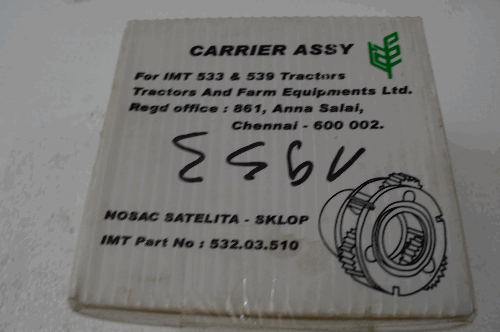 CARRIER ASSY
For IMT 533 & 539 Tractors
Tractors And Farm Equipments Ltd.
Regd office : 861, Anna Salai,
Chennai - 600 002.
NOSAC SATELITA - SKLOP
IMT Part No : 532.03.510